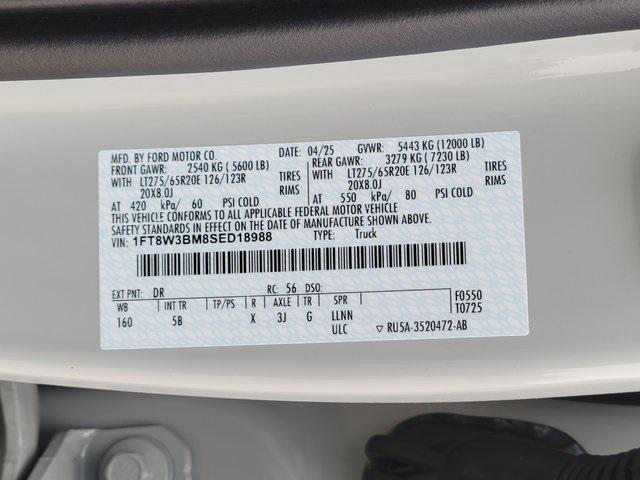 MFD. BY FORD MOTOR CO. DATE: 04/25 GVWR: 5443 KG (12000 LB)
FRONT GAWR: 2540 KG (5600 LB) REAR GAWR: 3279 KG (7230 LB)
WITH LT275/65R20E 126/123R TIRES WITH LT275/65R20E 126/123R TIRES
20X8.0J RIMS 20X8.0J RIMS
AT 420 kPa/ 60 PSI COLD AT 550 kPa/ 80 PSI COLD
THIS VEHICLE CONFORMS TO ALL APPLICABLE FEDERAL MOTOR VEHICLE
SAFETY STANDARDS IN EFFECT ON THE DATE OF MANUFACTURE SHOWN ABOVE.
VIN: 1FT8W3BM8SED18988 TYPE: Truck
EXT PNT: DR RC: 56 DSO: F0550
WB INT TR TP/PS R AXLE TR SPR T0725
160 5B X 3J G LLNN
ULC RU5A-3520472-AB